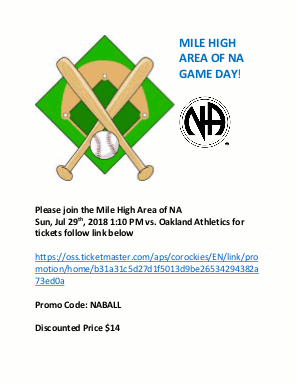 MILE HIGH
AREA OF NA
GAME DAY!
NA
Please join the Mile High Area of NA
Sun, Jul 29th, 2018 1:10 PM vs. Oakland Athletics for
tickets follow link below
https://oss.ticketmaster.com/aps/corockies/EN/link/pro
motion/home/b31a31c5d27d1f5013d9be26534294382a
73ed0a
Promo Code: NABALL
Discounted Price $14